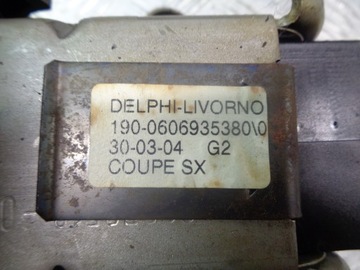 DELPHI-LIVORNO
190-0606935380\0
30-03-04 G2
COUPE SX